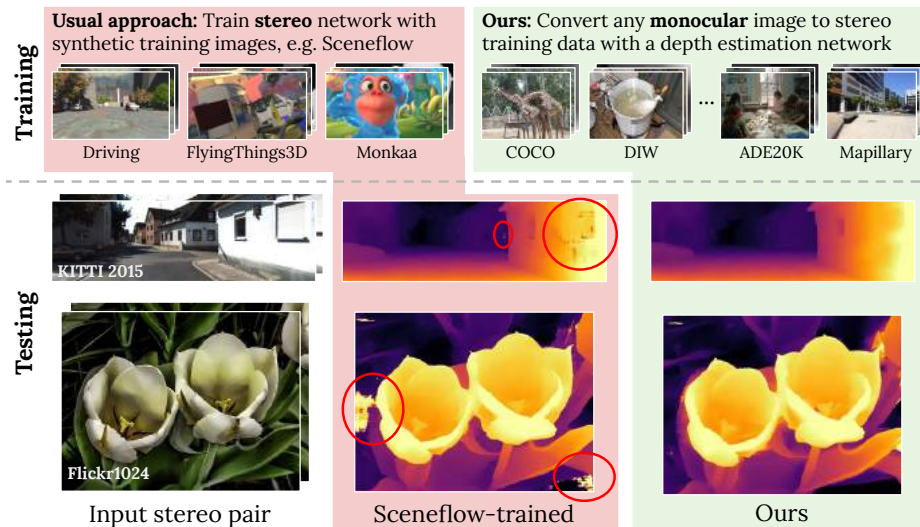 Usual approach: Train stereo network with
synthetic training images, e.g. Sceneflow
Ours: Convert any monocular image to stereo
training data with a depth estimation network
Training
Driving
FlyingThings3D
Monkaa
COCO
DIW
...
ADE20K
Mapillary
Testing
KITTI 2015
Flickr1024
Input stereo pair
Sceneflow-trained
Ours